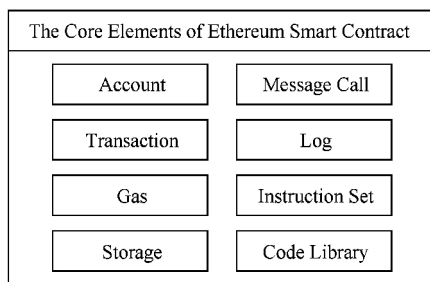 The Core Elements of Ethereum Smart Contract
Account
Message Call
Transaction
Log
Gas
Instruction Set
Storage
Code Library